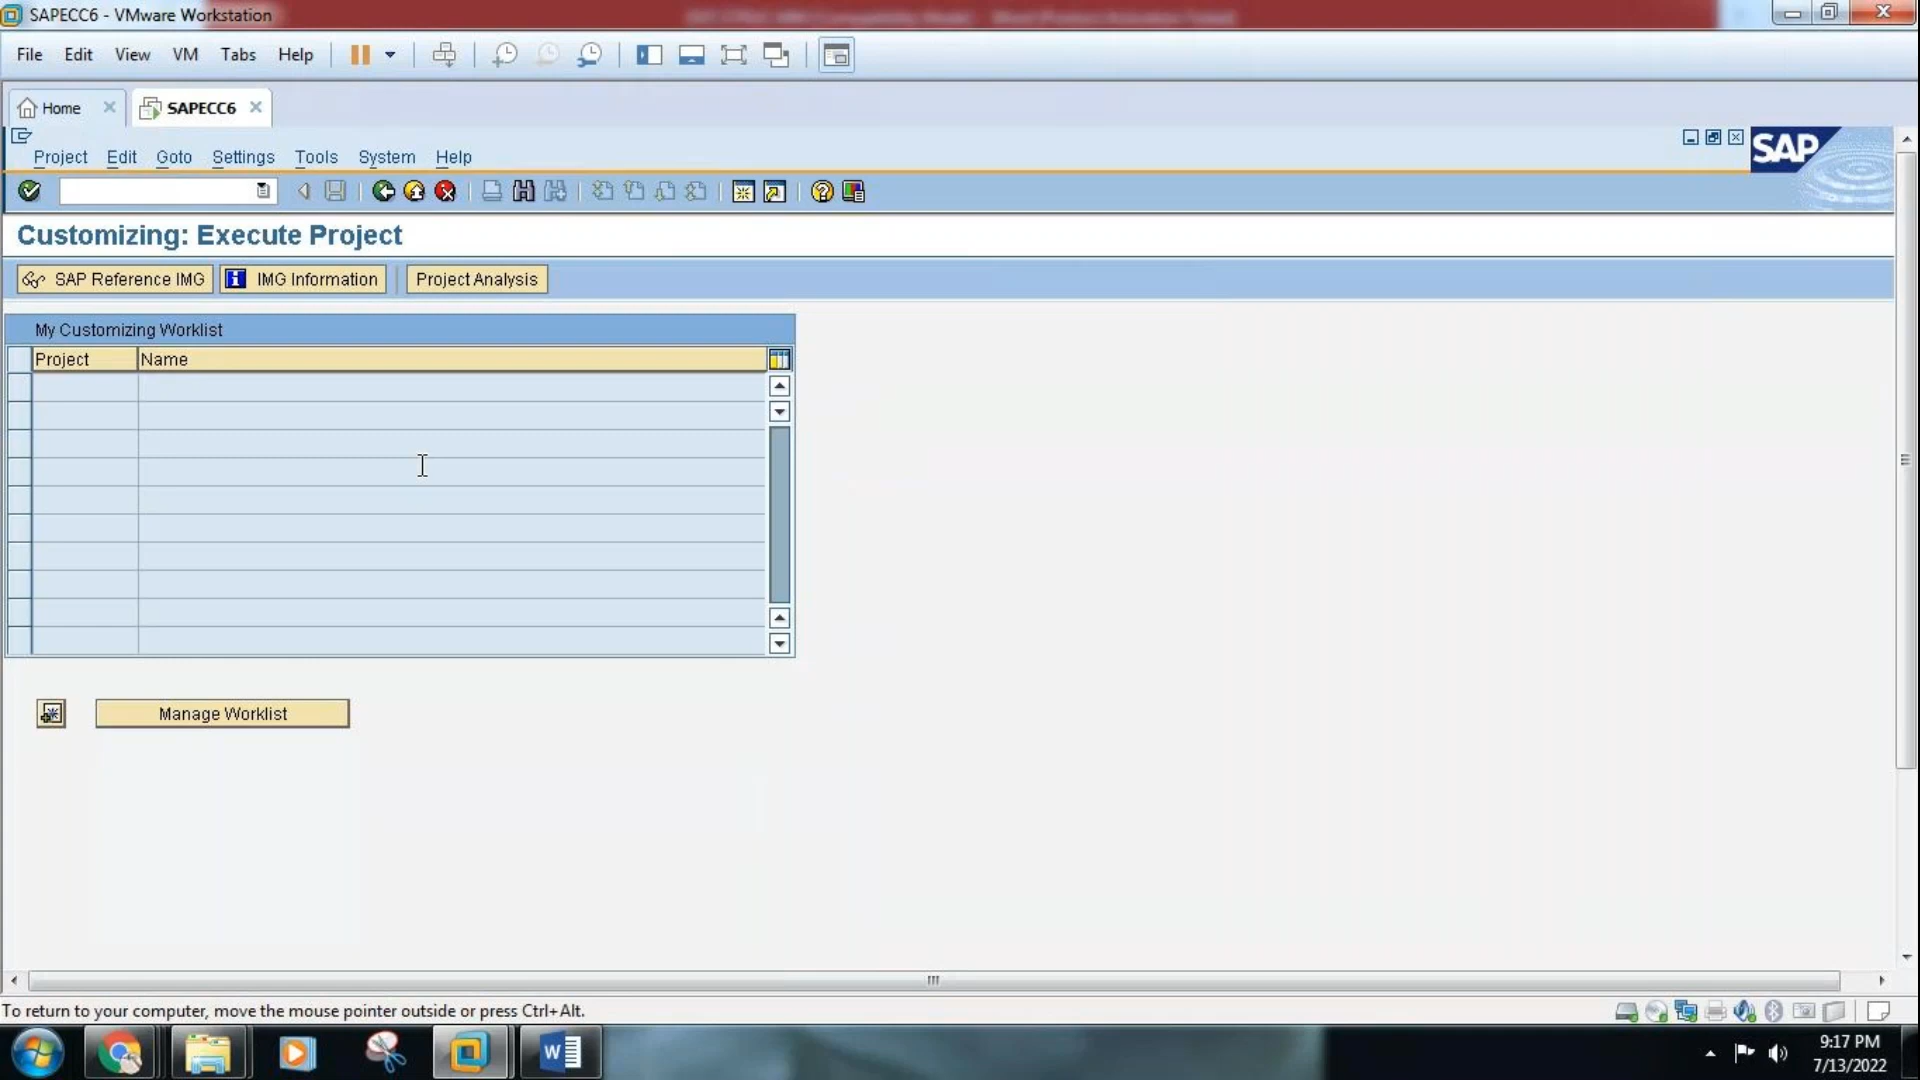 SAPECC6 - VMware Workstation
File Edit View VM Tabs Help
Home SAPECC6
Project Edit Goto Settings Tools System Help
SAP
Customizing: Execute Project
SAP Reference IMG IMG Information Project Analysis
My Customizing Worklist
Project Name
Manage Worklist
To return to your computer, move the mouse pointer outside or press Ctrl+Alt.
9:17 PM
7/13/2022